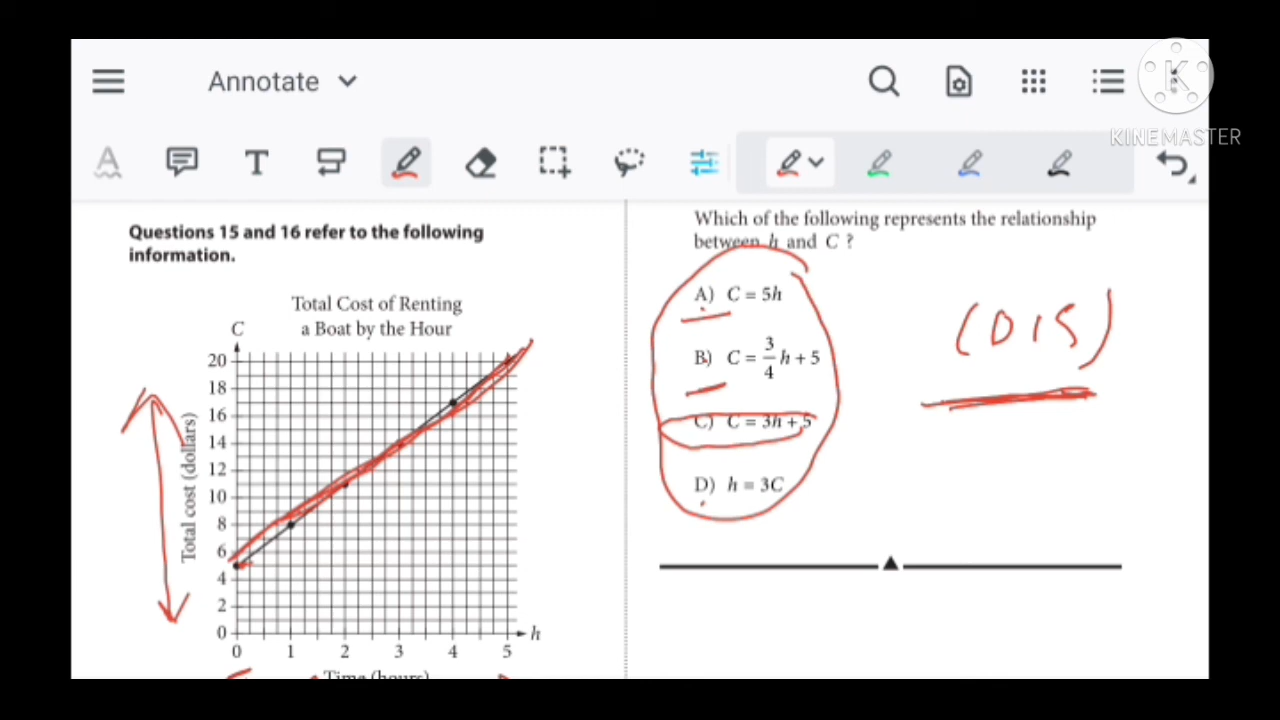 Annotate
KINEMASTER
Questions 15 and 16 refer to the following
information.
Total Cost of Renting
a Boat by the Hour
C
Total cost (dollars)
20
18
16
14
12
10
8
6
4
2
0
0 1 2 3 4 5
h
Time (hours)
Which of the following represents the relationship
between h and C ?
A) C = 5h
B) C = 3/4 h + 5
C) C = 3h + 5
D) h = 3C